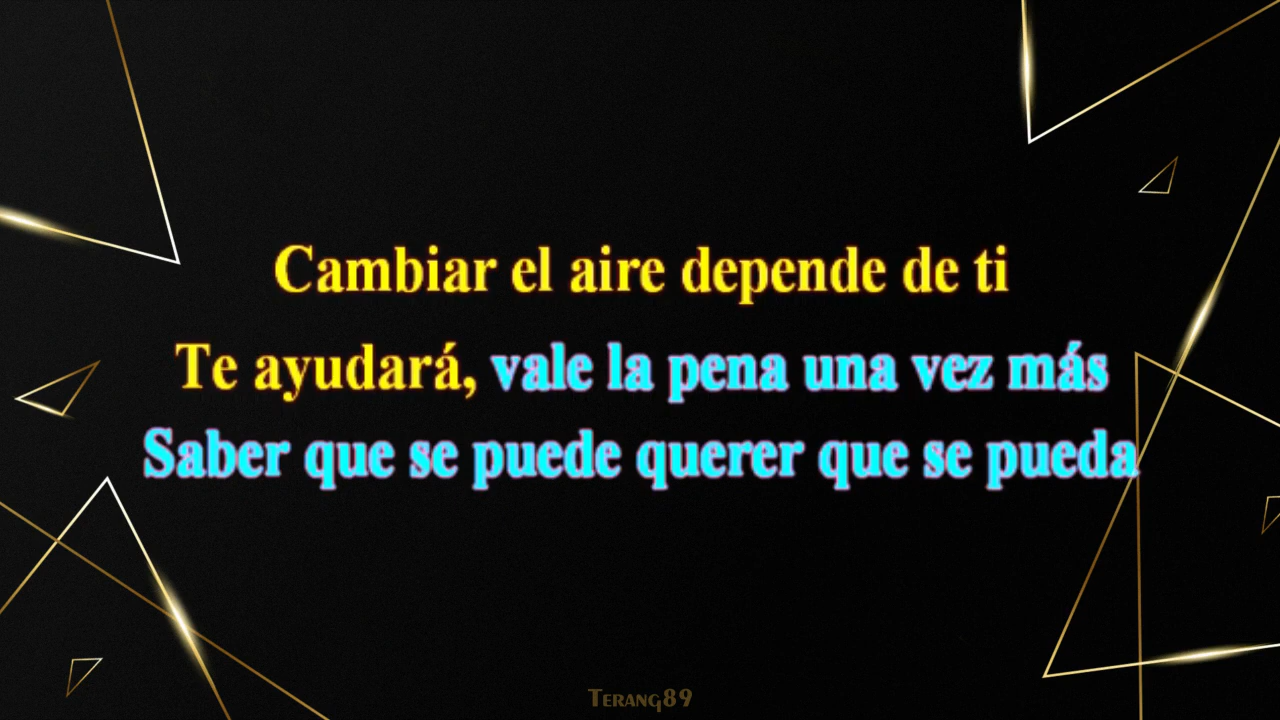 Cambiar el aire depende de ti
Te ayudará, vale la pena una vez más
Saber que se puede querer que se pueda
Terang89